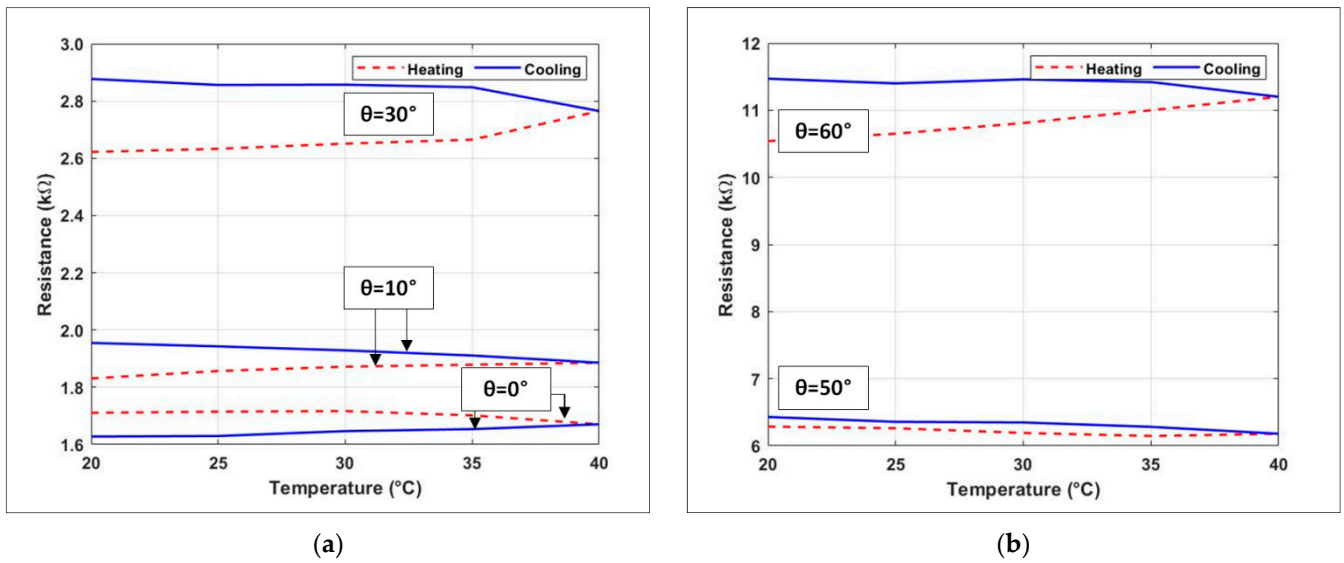 3.0
2.8
2.6
2.4
2.2
2.0
1.8
1.6
Resistance (kΩ)
Heating Cooling
θ=30°
θ=10°
θ=0°
20 25 30 35 40
Temperature (°C)
(a)
12
11
10
9
8
7
6
Resistance (kΩ)
Heating Cooling
θ=60°
θ=50°
20 25 30 35 40
Temperature (°C)
(b)